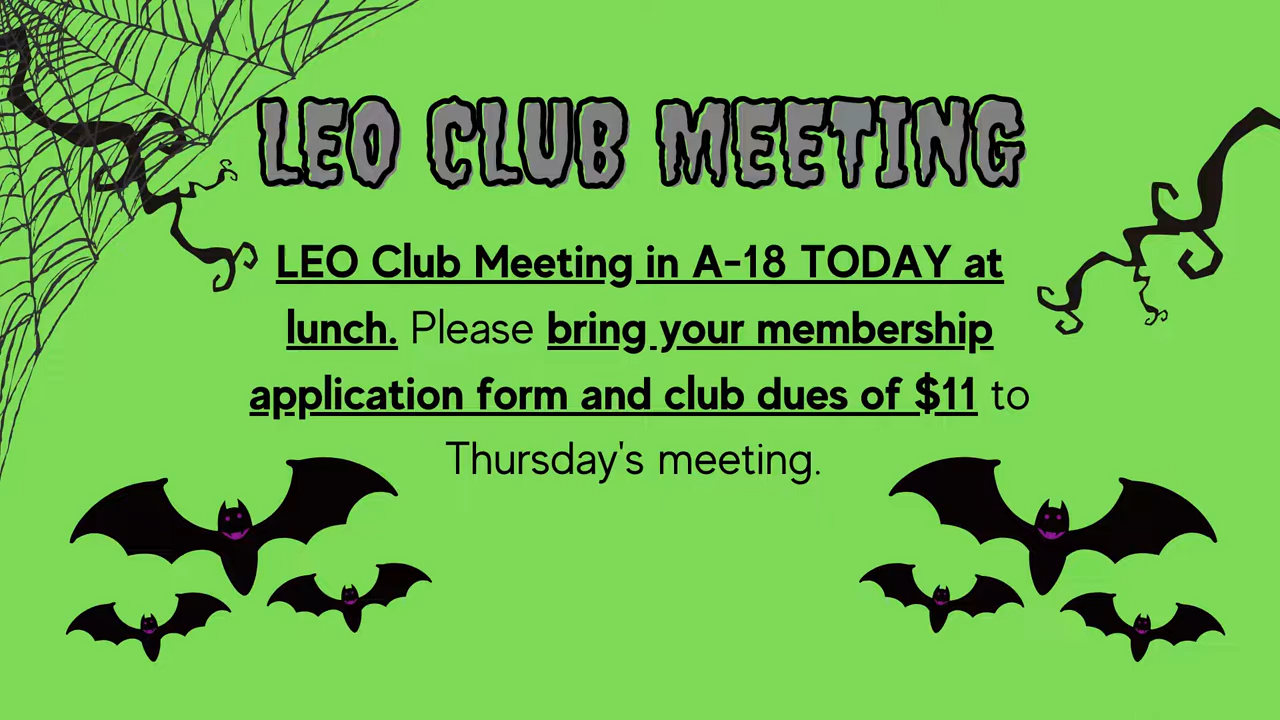 LEO CLUB MEETING
LEO Club Meeting in A-18 TODAY at
lunch. Please bring your membership
application form and club dues of $11 to
Thursday's meeting.